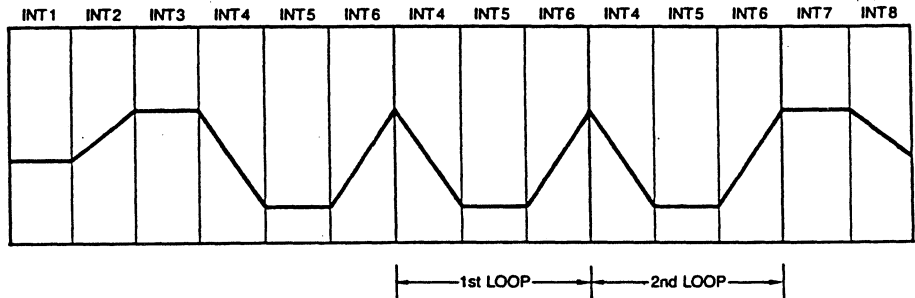 INT1 INT2 INT3 INT4 INT5 INT6 INT4 INT5 INT6 INT4 INT5 INT6 INT7 INT8
1st LOOP 2nd LOOP